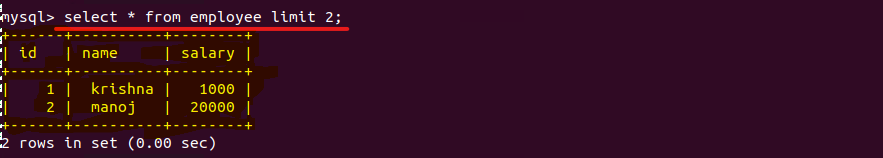 mysql> select * from employee limit 2;
+------+----------+--------+
| id   | name     | salary |
+------+----------+--------+
|    1 |  krishna |   1000 |
|    2 |  manoj   |  20000 |
+------+----------+--------+
2 rows in set (0.00 sec)